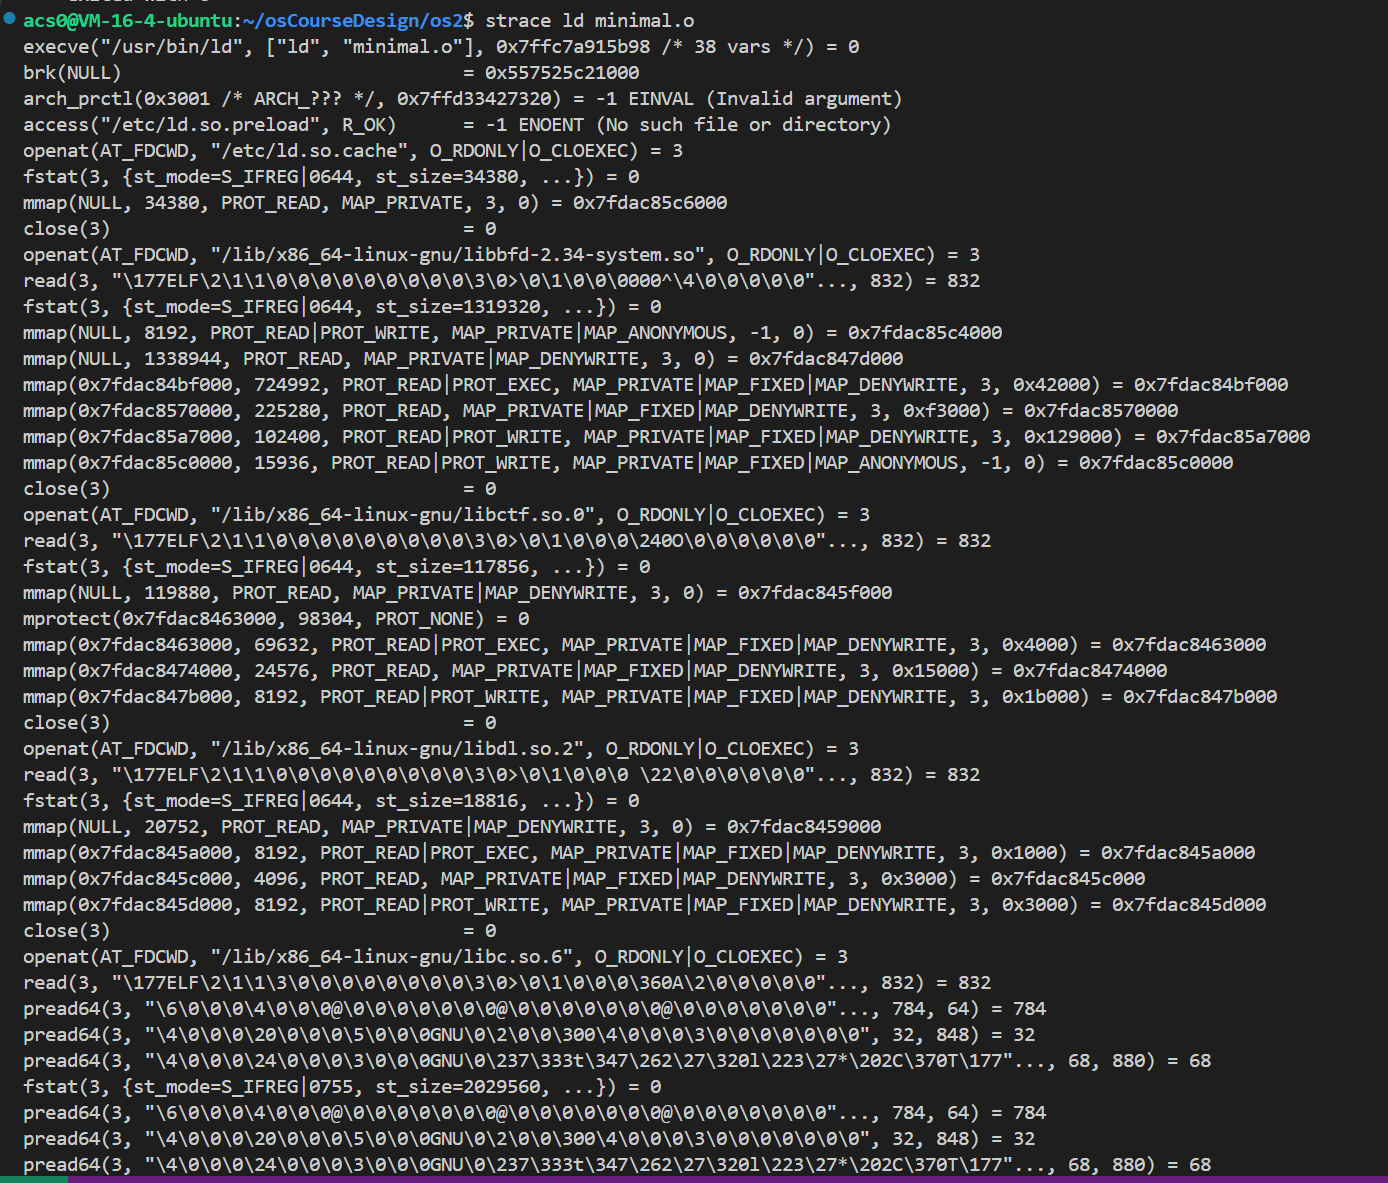 acs0@VM-16-4-ubuntu:~/osCourseDesign/os2$ strace ld minimal.o
execve("/usr/bin/ld", ["ld", "minimal.o"], 0x7ffc7a915b98 /* 38 vars */) = 0
brk(NULL)                               = 0x557525c21000
arch_prctl(0x3001 /* ARCH_??? */, 0x7ffd33427320) = -1 EINVAL (Invalid argument)
access("/etc/ld.so.preload", R_OK)      = -1 ENOENT (No such file or directory)
openat(AT_FDCWD, "/etc/ld.so.cache", O_RDONLY|O_CLOEXEC) = 3
fstat(3, {st_mode=S_IFREG|0644, st_size=34380, ...}) = 0
mmap(NULL, 34380, PROT_READ, MAP_PRIVATE, 3, 0) = 0x7fdac85c6000
close(3)                                = 0
openat(AT_FDCWD, "/lib/x86_64-linux-gnu/libbfd-2.34-system.so", O_RDONLY|O_CLOEXEC) = 3
read(3, "\177ELF\2\1\1\0\0\0\0\0\0\0\0\0\3\0>\0\1\0\0\0000^\4\0\0\0\0\0"..., 832) = 832
fstat(3, {st_mode=S_IFREG|0644, st_size=1319320, ...}) = 0
mmap(NULL, 8192, PROT_READ|PROT_WRITE, MAP_PRIVATE|MAP_ANONYMOUS, -1, 0) = 0x7fdac85c4000
mmap(NULL, 1338944, PROT_READ, MAP_PRIVATE|MAP_DENYWRITE, 3, 0) = 0x7fdac847d000
mmap(0x7fdac84bf000, 724992, PROT_READ|PROT_EXEC, MAP_PRIVATE|MAP_FIXED|MAP_DENYWRITE, 3, 0x42000) = 0x7fdac84bf000
mmap(0x7fdac8570000, 225280, PROT_READ, MAP_PRIVATE|MAP_FIXED|MAP_DENYWRITE, 3, 0xf3000) = 0x7fdac8570000
mmap(0x7fdac85a7000, 102400, PROT_READ|PROT_WRITE, MAP_PRIVATE|MAP_FIXED|MAP_DENYWRITE, 3, 0x129000) = 0x7fdac85a7000
mmap(0x7fdac85c0000, 15936, PROT_READ|PROT_WRITE, MAP_PRIVATE|MAP_FIXED|MAP_ANONYMOUS, -1, 0) = 0x7fdac85c0000
close(3)                                = 0
openat(AT_FDCWD, "/lib/x86_64-linux-gnu/libctf.so.0", O_RDONLY|O_CLOEXEC) = 3
read(3, "\177ELF\2\1\1\0\0\0\0\0\0\0\0\0\3\0>\0\1\0\0\0\240O\0\0\0\0\0\0"..., 832) = 832
fstat(3, {st_mode=S_IFREG|0644, st_size=117856, ...}) = 0
mmap(NULL, 119880, PROT_READ, MAP_PRIVATE|MAP_DENYWRITE, 3, 0) = 0x7fdac845f000
mprotect(0x7fdac8463000, 98304, PROT_NONE) = 0
mmap(0x7fdac8463000, 69632, PROT_READ|PROT_EXEC, MAP_PRIVATE|MAP_FIXED|MAP_DENYWRITE, 3, 0x4000) = 0x7fdac8463000
mmap(0x7fdac8474000, 24576, PROT_READ, MAP_PRIVATE|MAP_FIXED|MAP_DENYWRITE, 3, 0x15000) = 0x7fdac8474000
mmap(0x7fdac847b000, 8192, PROT_READ|PROT_WRITE, MAP_PRIVATE|MAP_FIXED|MAP_DENYWRITE, 3, 0x1b000) = 0x7fdac847b000
close(3)                                = 0
openat(AT_FDCWD, "/lib/x86_64-linux-gnu/libdl.so.2", O_RDONLY|O_CLOEXEC) = 3
read(3, "\177ELF\2\1\1\0\0\0\0\0\0\0\0\0\3\0>\0\1\0\0\0 \22\0\0\0\0\0\0"..., 832) = 832
fstat(3, {st_mode=S_IFREG|0644, st_size=18816, ...}) = 0
mmap(NULL, 20752, PROT_READ, MAP_PRIVATE|MAP_DENYWRITE, 3, 0) = 0x7fdac8459000
mmap(0x7fdac845a000, 8192, PROT_READ|PROT_EXEC, MAP_PRIVATE|MAP_FIXED|MAP_DENYWRITE, 3, 0x1000) = 0x7fdac845a000
mmap(0x7fdac845c000, 4096, PROT_READ, MAP_PRIVATE|MAP_FIXED|MAP_DENYWRITE, 3, 0x3000) = 0x7fdac845c000
mmap(0x7fdac845d000, 8192, PROT_READ|PROT_WRITE, MAP_PRIVATE|MAP_FIXED|MAP_DENYWRITE, 3, 0x3000) = 0x7fdac845d000
close(3)                                = 0
openat(AT_FDCWD, "/lib/x86_64-linux-gnu/libc.so.6", O_RDONLY|O_CLOEXEC) = 3
read(3, "\177ELF\2\1\1\3\0\0\0\0\0\0\0\0\3\0>\0\1\0\0\0\360A\2\0\0\0\0\0"..., 832) = 832
pread64(3, "\6\0\0\0\4\0\0\0@\0\0\0\0\0\0\0@\0\0\0\0\0\0\0@\0\0\0\0\0\0\0"..., 784, 64) = 784
pread64(3, "\4\0\0\0\20\0\0\0\5\0\0\0GNU\0\2\0\0\300\4\0\0\0\3\0\0\0\0\0\0\0", 32, 848) = 32
pread64(3, "\4\0\0\0\24\0\0\0\3\0\0\0GNU\0\237\333t\347\262\27\320l\223\27*\202C\370T\177"..., 68, 880) = 68
fstat(3, {st_mode=S_IFREG|0755, st_size=2029560, ...}) = 0
pread64(3, "\6\0\0\0\4\0\0\0@\0\0\0\0\0\0\0@\0\0\0\0\0\0\0@\0\0\0\0\0\0\0"..., 784, 64) = 784
pread64(3, "\4\0\0\0\20\0\0\0\5\0\0\0GNU\0\2\0\0\300\4\0\0\0\3\0\0\0\0\0\0\0", 32, 848) = 32
pread64(3, "\4\0\0\0\24\0\0\0\3\0\0\0GNU\0\237\333t\347\262\27\320l\223\27*\202C\370T\177"..., 68, 880) = 68